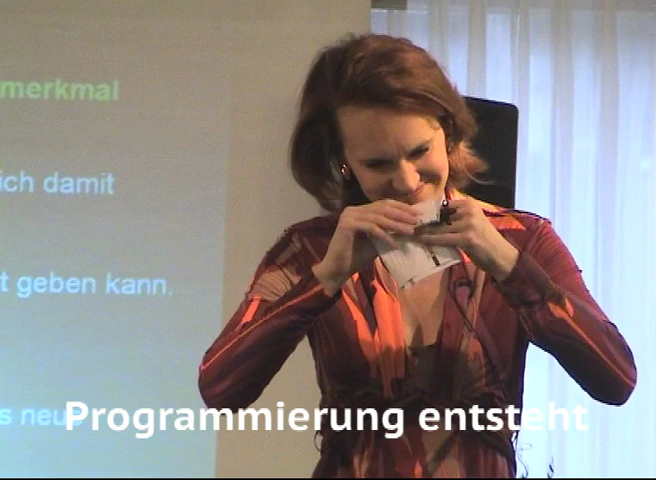 merkmal
ich damit
t geben kann.
s neu
Programmierung entsteht